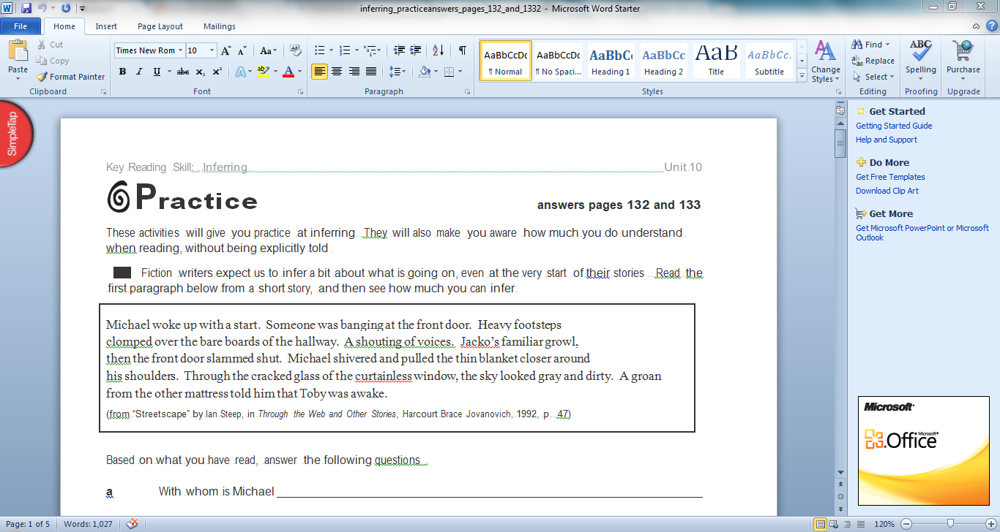 inferring_practiceanswers_pages_132_and_1332 - Microsoft Word Starter
File Home Insert Page Layout Mailings
Paste
Cut
Copy
Format Painter
Clipboard
Times New Rom 10
B I U abc x₂ x² A Aa
Font
Paragraph
AaBbCcDc AaBbCcDc AaBbCc AaBbCc AaB AaBbCc.
¶ Normal ¶ No Spaci... Heading 1 Heading 2 Title Subtitle
Styles
Change Styles
Find
Replace
Select
Editing
ABC
Spelling
Proofing
Purchase
Upgrade
SimpleTap
Key Reading Skill: Inferring Unit 10
Practice answers pages 132 and 133
These activities will give you practice at inferring They will also make you aware how much you do understand
when reading, without being explicitly told .
Fiction writers expect us to infer a bit about what is going on, even at the very start of their stories . Read the
first paragraph below from a short story, and then see how much you can infer.
Michael woke up with a start. Someone was banging at the front door. Heavy footsteps
clomped over the bare boards of the hallway. A shouting of voices. Jacko’s familiar growl,
then the front door slammed shut. Michael shivered and pulled the thin blanket closer around
his shoulders. Through the cracked glass of the curtainless window, the sky looked gray and dirty. A groan
from the other mattress told him that Toby was awake.
(from “Streetscape” by Ian Steep, in Through the Web and Other Stories, Harcourt Brace Jovanovich, 1992, p . 47)
Based on what you have read, answer the following questions
a With whom is Michael
Get Started
Getting Started Guide
Help and Support
Do More
Get Free Templates
Download Clip Art
Get More
Get Microsoft PowerPoint or Microsoft
Outlook
Microsoft®
Microsoft®
Office
Page: 1 of 5 Words: 1,027 120%